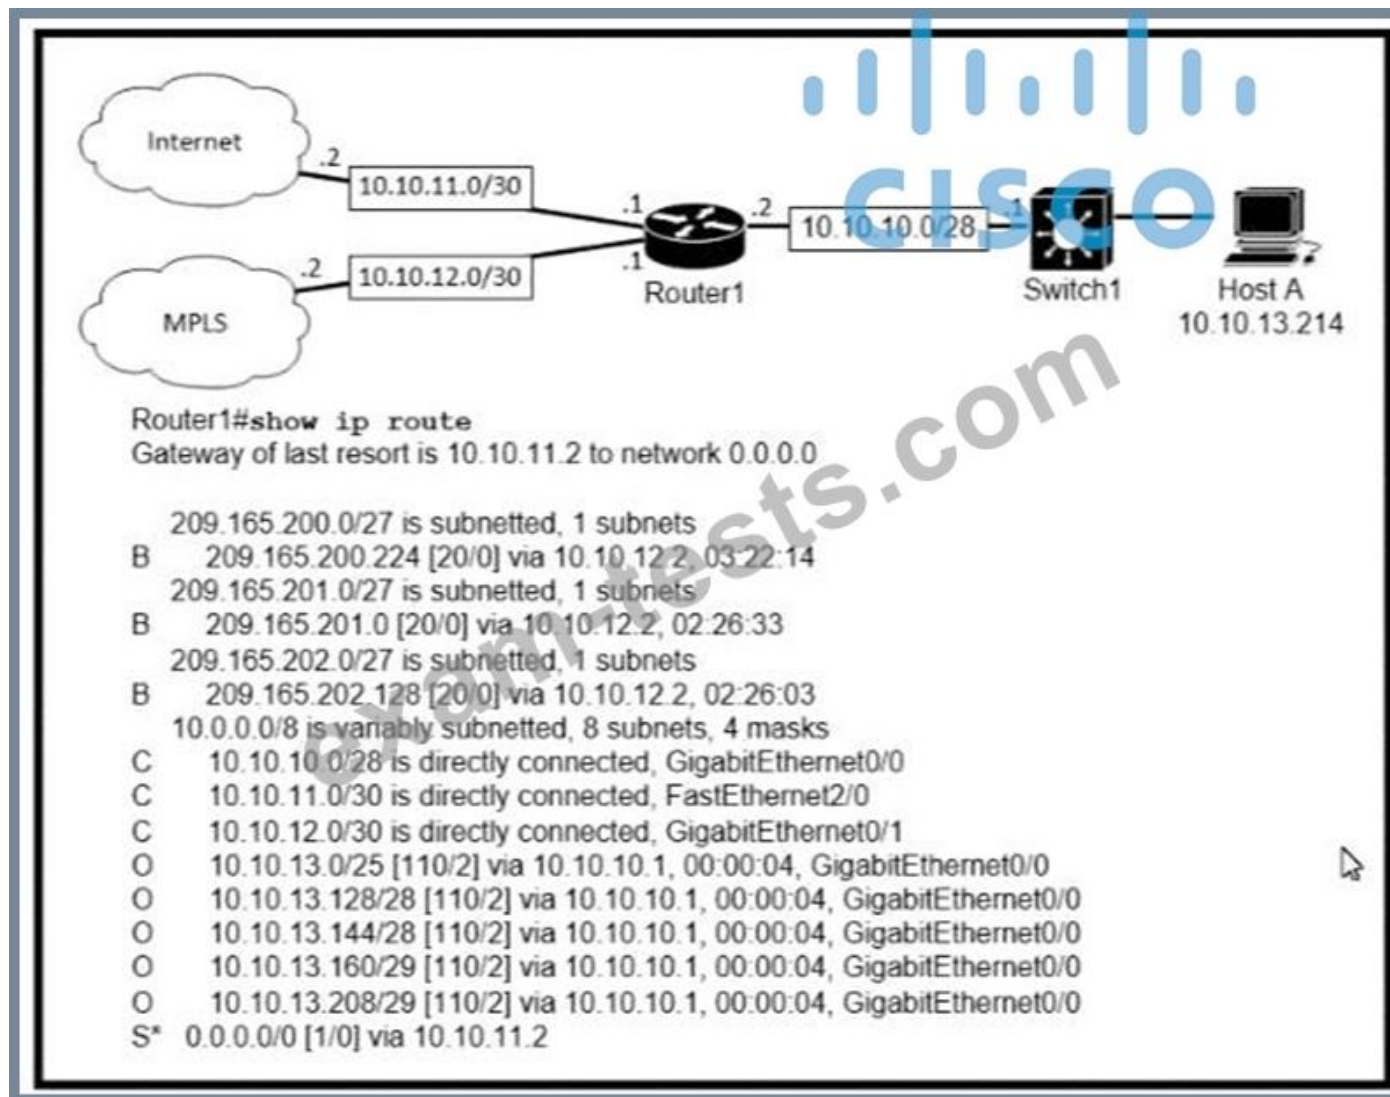 CISCO
Internet
.2
10.10.11.0/30
.1
.2
10.10.10.0/28
.1
.2
10.10.12.0/30
.1
Router1
Switch1
Host A
MPLS
10.10.13.214
exam-tests.com
Router1#show ip route
Gateway of last resort is 10.10.11.2 to network 0.0.0.0
209.165.200.0/27 is subnetted, 1 subnets
B 209.165.200.224 [20/0] via 10.10.12.2, 03:22:14
209.165.201.0/27 is subnetted, 1 subnets
B 209.165.201.0 [20/0] via 10.10.12.2, 02:26:33
209.165.202.0/27 is subnetted, 1 subnets
B 209.165.202.128 [20/0] via 10.10.12.2, 02:26:03
10.0.0.0/8 is variably subnetted, 8 subnets, 4 masks
C 10.10.10.0/28 is directly connected, GigabitEthernet0/0
C 10.10.11.0/30 is directly connected, FastEthernet2/0
C 10.10.12.0/30 is directly connected, GigabitEthernet0/1
O 10.10.13.0/25 [110/2] via 10.10.10.1, 00:00:04, GigabitEthernet0/0
O 10.10.13.128/28 [110/2] via 10.10.10.1, 00:00:04, GigabitEthernet0/0
O 10.10.13.144/28 [110/2] via 10.10.10.1, 00:00:04, GigabitEthernet0/0
O 10.10.13.160/29 [110/2] via 10.10.10.1, 00:00:04, GigabitEthernet0/0
O 10.10.13.208/29 [110/2] via 10.10.10.1, 00:00:04, GigabitEthernet0/0
S* 0.0.0.0/0 [1/0] via 10.10.11.2